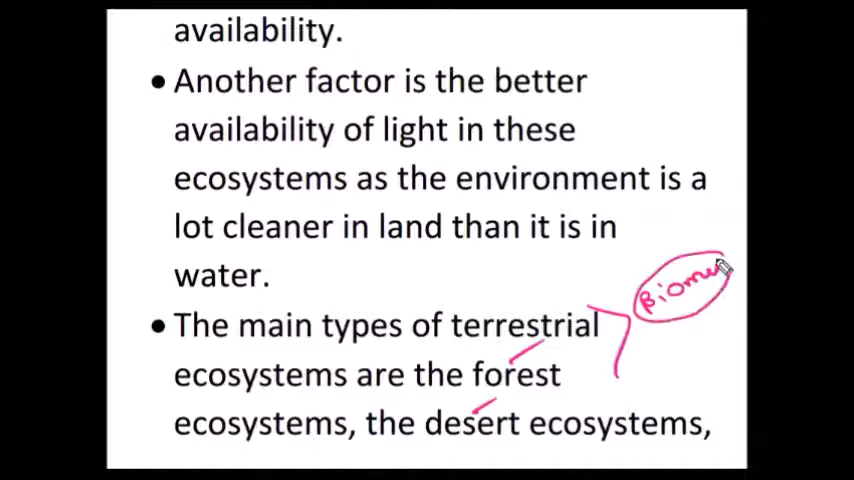 availability.
• Another factor is the better
availability of light in these
ecosystems as the environment is a
lot cleaner in land than it is in
water.
• The main types of terrestrial
ecosystems are the forest
ecosystems, the desert ecosystems,